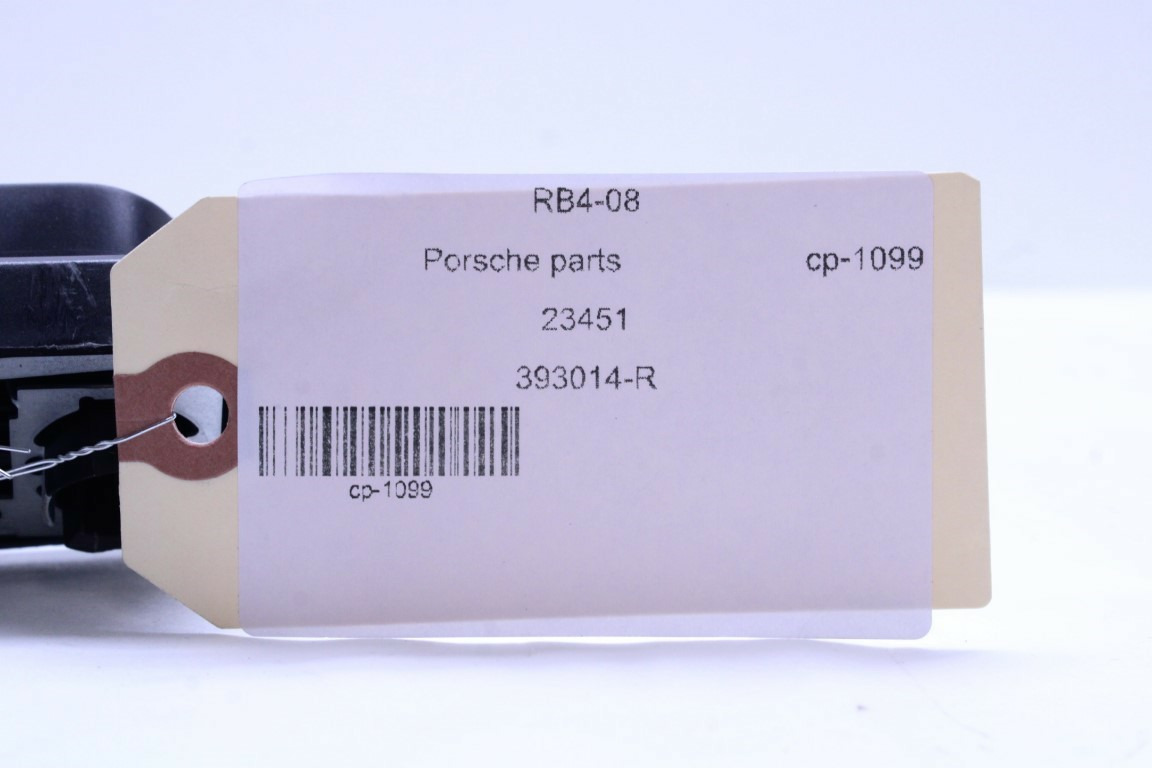 RB4-08
Porsche parts cp-1099
23451
393014-R
cp-1099